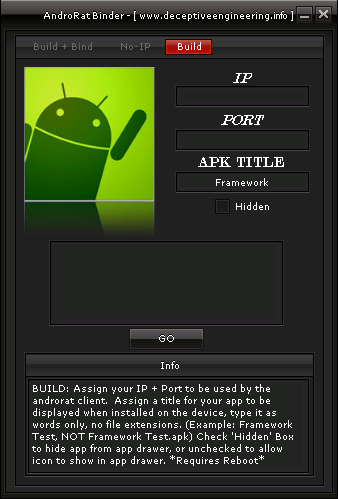 AndroRat Binder - [ www.deceptiveengineering.info ]
Build + Bind No-IP Build
IP
PORT
APK TITLE
Framework
Hidden
GO
Info
BUILD: Assign your IP + Port to be used by the
androrat client. Assign a title for your app to be
displayed when installed on the device, type it as
words only, no file extensions. (Example: Framework
Test, NOT Framework Test.apk) Check 'Hidden' Box
to hide app from app drawer, or unchecked to allow
icon to show in app drawer. *Requires Reboot*